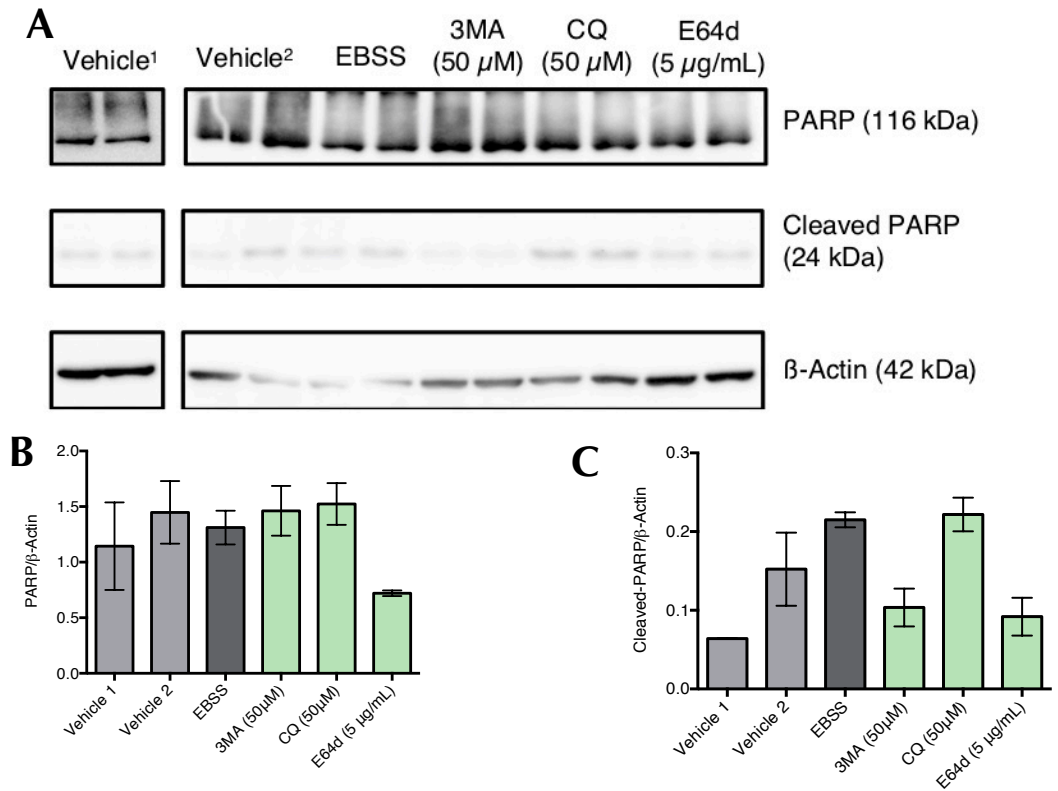 A
Vehicle¹
Vehicle²
EBSS
3MA
(50 µM)
CQ
(50 µM)
E64d
(5 µg/mL)
PARP (116 kDa)
Cleaved PARP
(24 kDa)
ß-Actin (42 kDa)
B
PARP/β-Actin
2.0
1.5
1.0
0.5
0.0
Vehicle 1
Vehicle 2
EBSS
3MA (50µM)
CQ (50µM)
E64d (5 µg/mL)
C
Cleaved-PARP/β-Actin
0.3
0.2
0.1
0.0
Vehicle 1
Vehicle 2
EBSS
3MA (50µM)
CQ (50µM)
E64d (5 µg/mL)